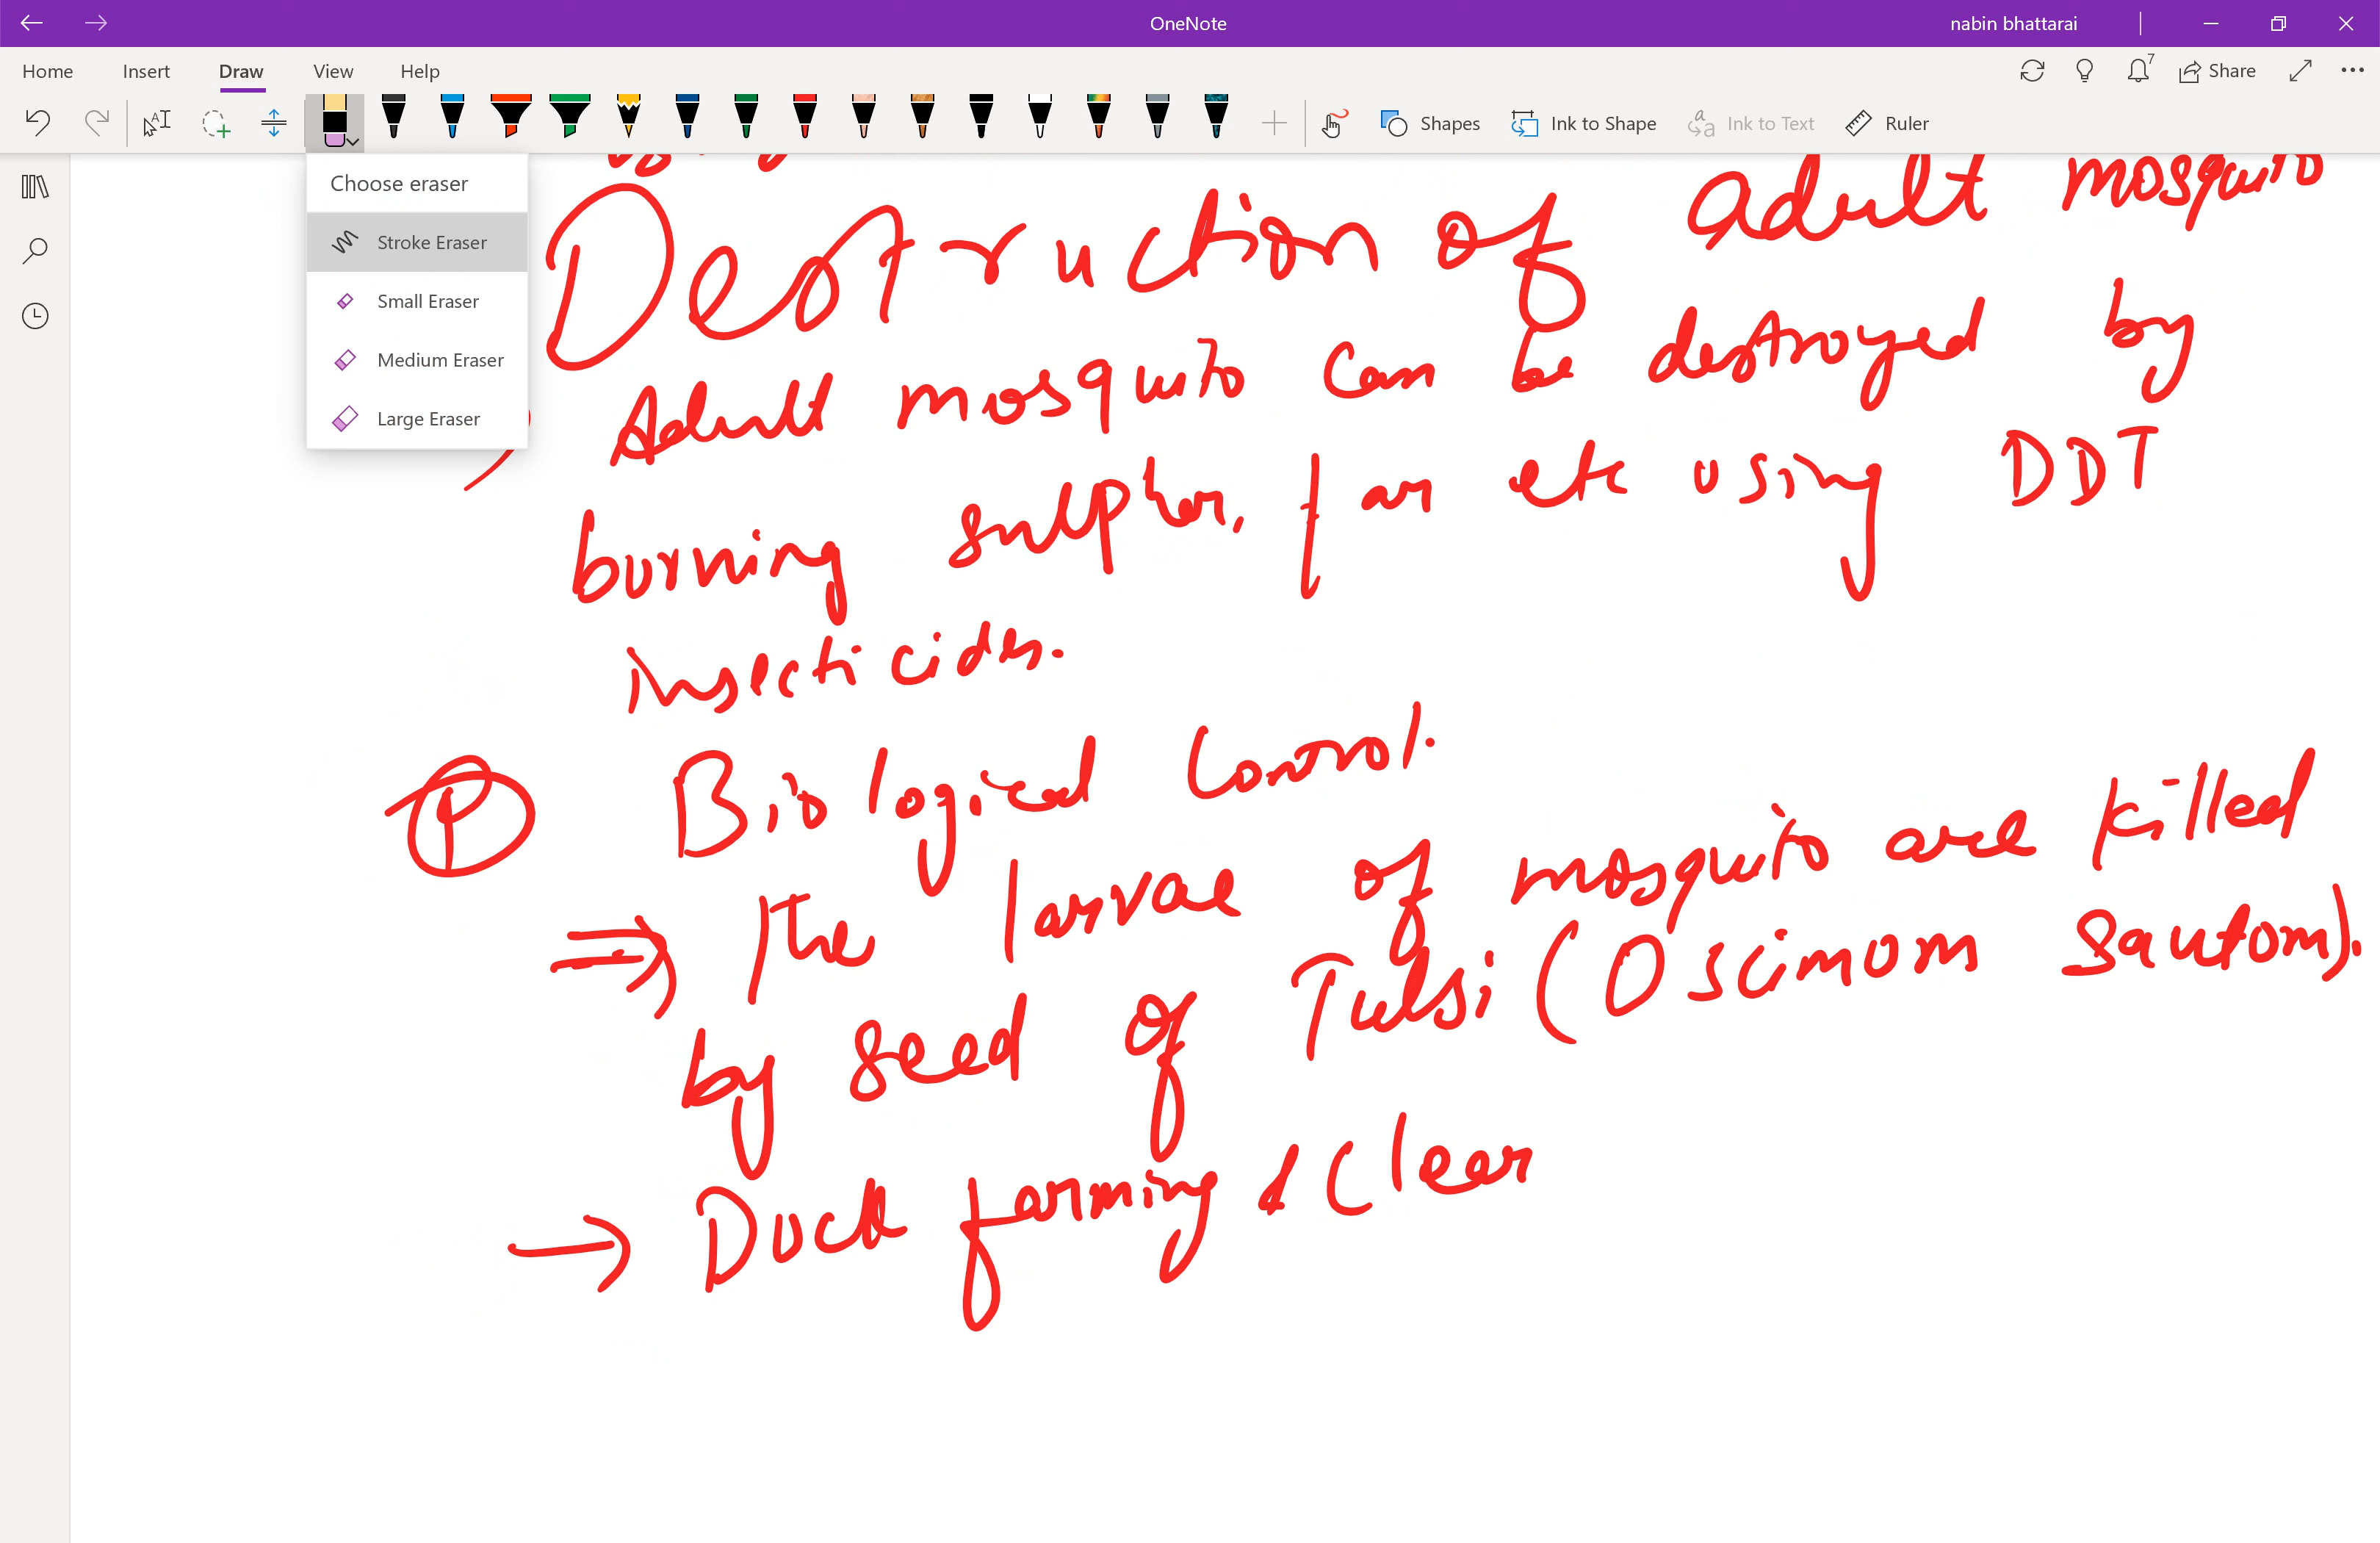 OneNote
nabin bhattarai
Home Insert Draw View Help
7 Share
Shapes Ink to Shape Ink to Text Ruler
Choose eraser
Stroke Eraser
Small Eraser
Medium Eraser
Large Eraser
Destruction of adult mosquito
Adult mosquito can be destroyed by
burning sulpher, etc using DDT
insecticides.
Biological Control.
The larvae of mosquito are killed
by seed of Tulsi (Oscimom Sautom).
→ Duck farming & Clear